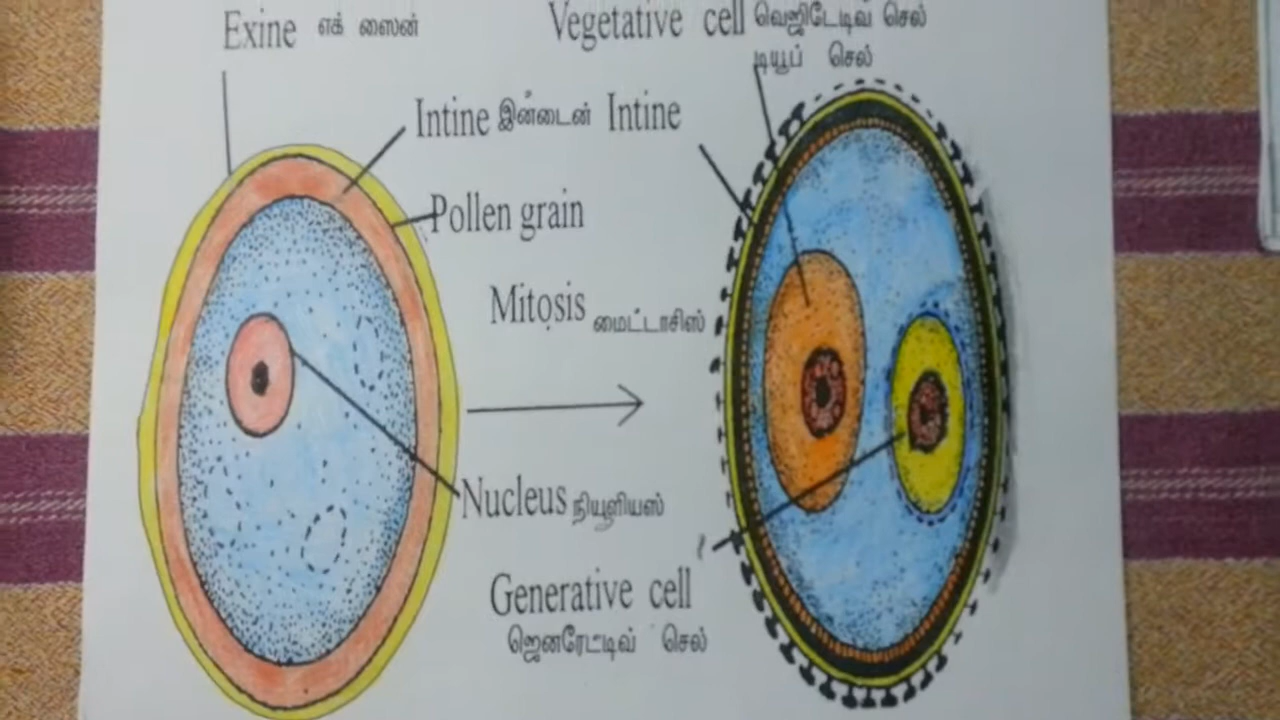 Exine எக் ஸைன்
Vegetative cell வெஜிடேடிவ் செல்
டியூப் செல்
Intine இன்டைன்
Intine
Pollen grain
Mitosis மைட்டாசிஸ்
Nucleus நியூளியஸ்
Generative cell
ஜெனரேட்டிவ் செல்